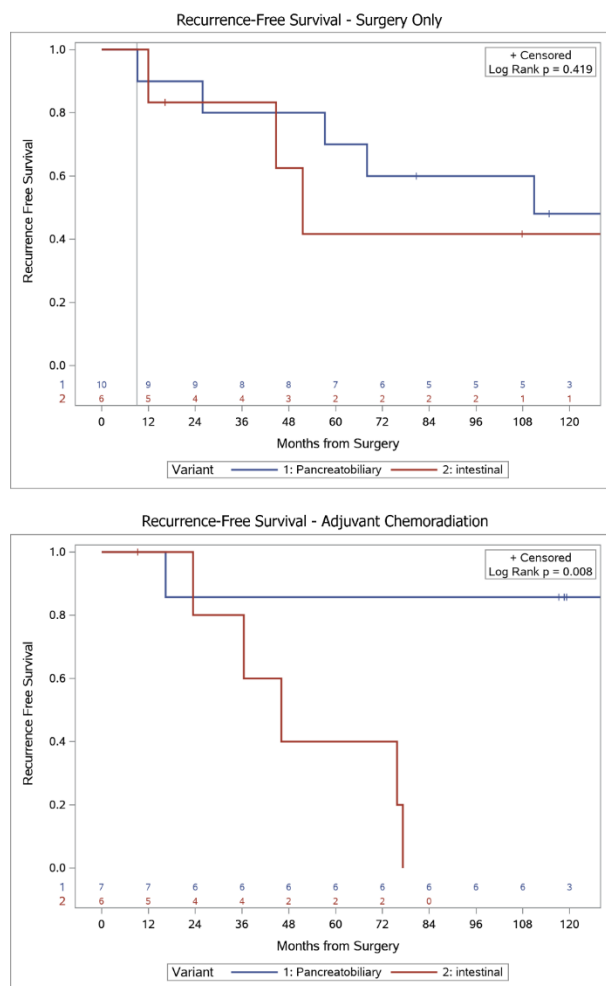 Recurrence-Free Survival - Surgery Only
+ Censored
Log Rank p = 0.419
1.0
0.8
0.6
0.4
0.2
0.0
Recurrence Free Survival
1 10 9 9 8 8 7 6 5 5 5 3
2 6 5 4 4 3 2 2 2 2 1 1
0 12 24 36 48 60 72 84 96 108 120
Months from Surgery
Variant 1: Pancreatobiliary 2: intestinal
Recurrence-Free Survival - Adjuvant Chemoradiation
+ Censored
Log Rank p = 0.008
1.0
0.8
0.6
0.4
0.2
0.0
Recurrence Free Survival
1 7 7 6 6 6 6 6 6 6 6 3
2 6 5 4 4 2 2 2 0
0 12 24 36 48 60 72 84 96 108 120
Months from Surgery
Variant 1: Pancreatobiliary 2: intestinal